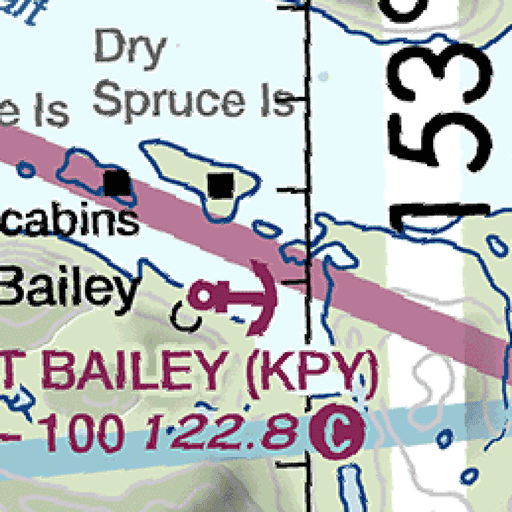 Dry
Spruce Is
e Is
cabins
Bailey
T BAILEY (KPY)
- 100 122.8 C
153°